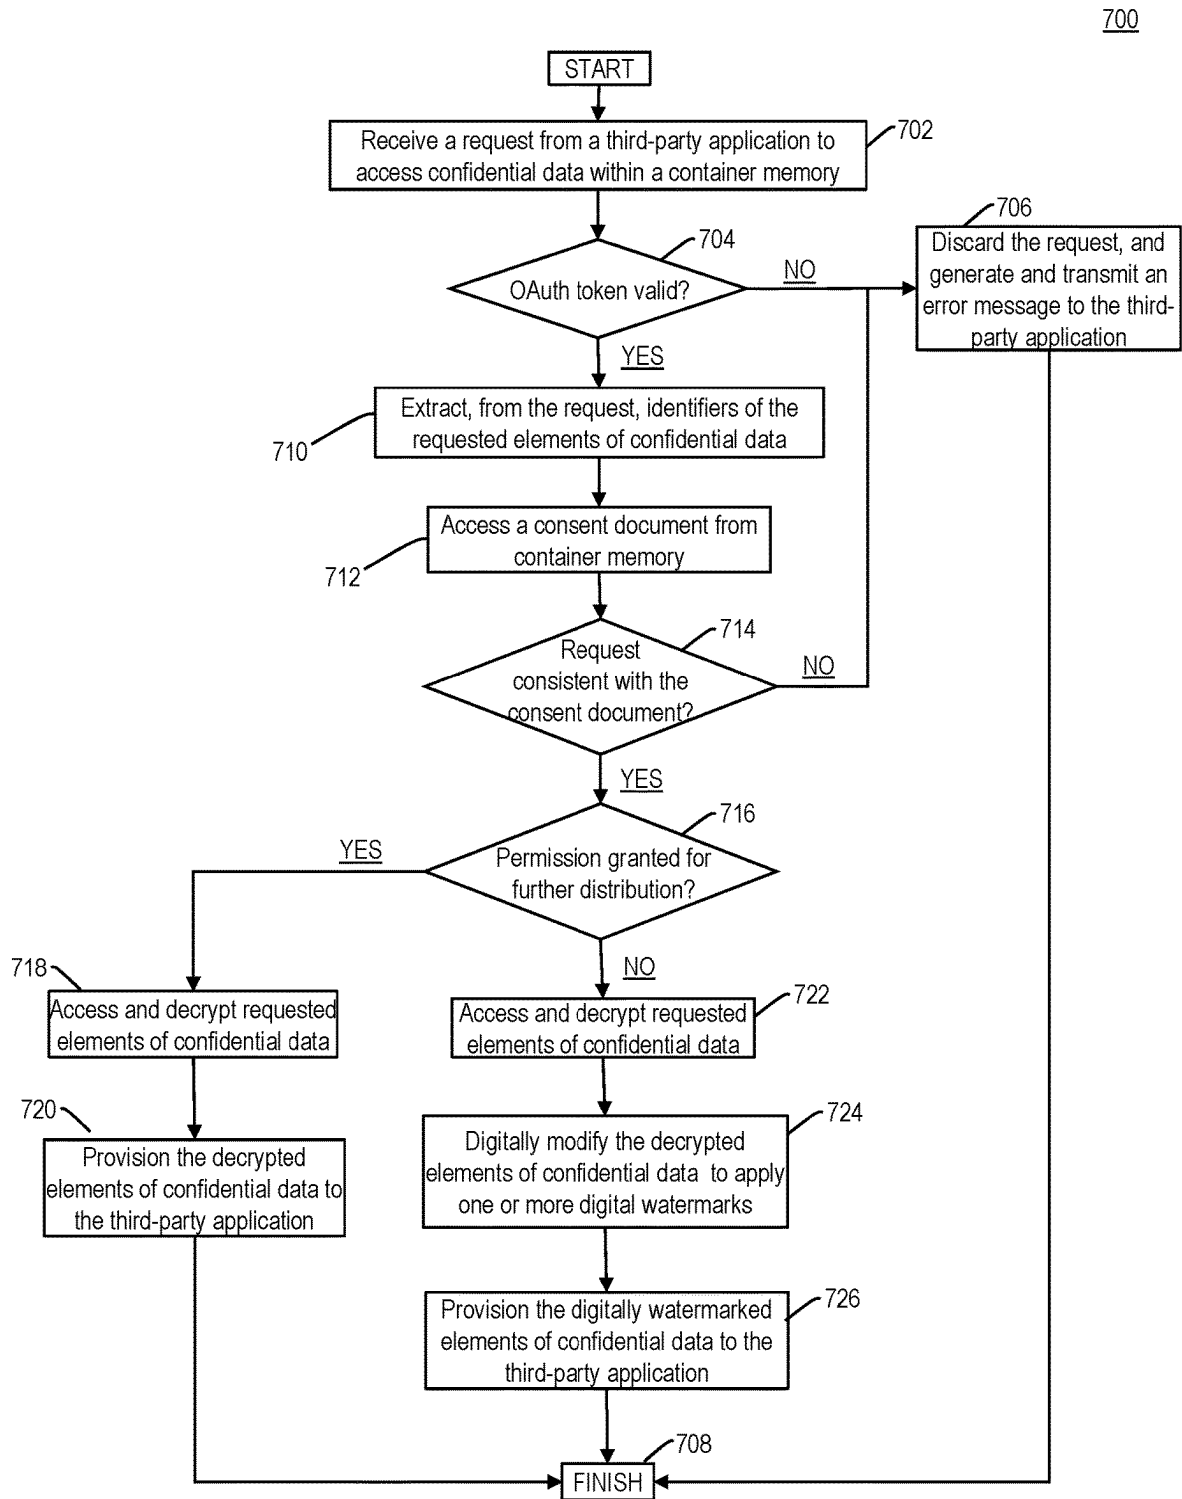 700
START
702
Receive a request from a third-party application to
access confidential data within a container memory
704
OAuth token valid?
NO
706
Discard the request, and
generate and transmit an
error message to the third-
party application
YES
710
Extract, from the request, identifiers of the
requested elements of confidential data
712
Access a consent document from
container memory
714
Request
consistent with the
consent document?
NO
YES
716
Permission granted for
further distribution?
YES
NO
718
Access and decrypt requested
elements of confidential data
722
Access and decrypt requested
elements of confidential data
720
Provision the decrypted
elements of confidential data to
the third-party application
724
Digitally modify the decrypted
elements of confidential data to apply
one or more digital watermarks
726
Provision the digitally watermarked
elements of confidential data to the
third-party application
708
FINISH